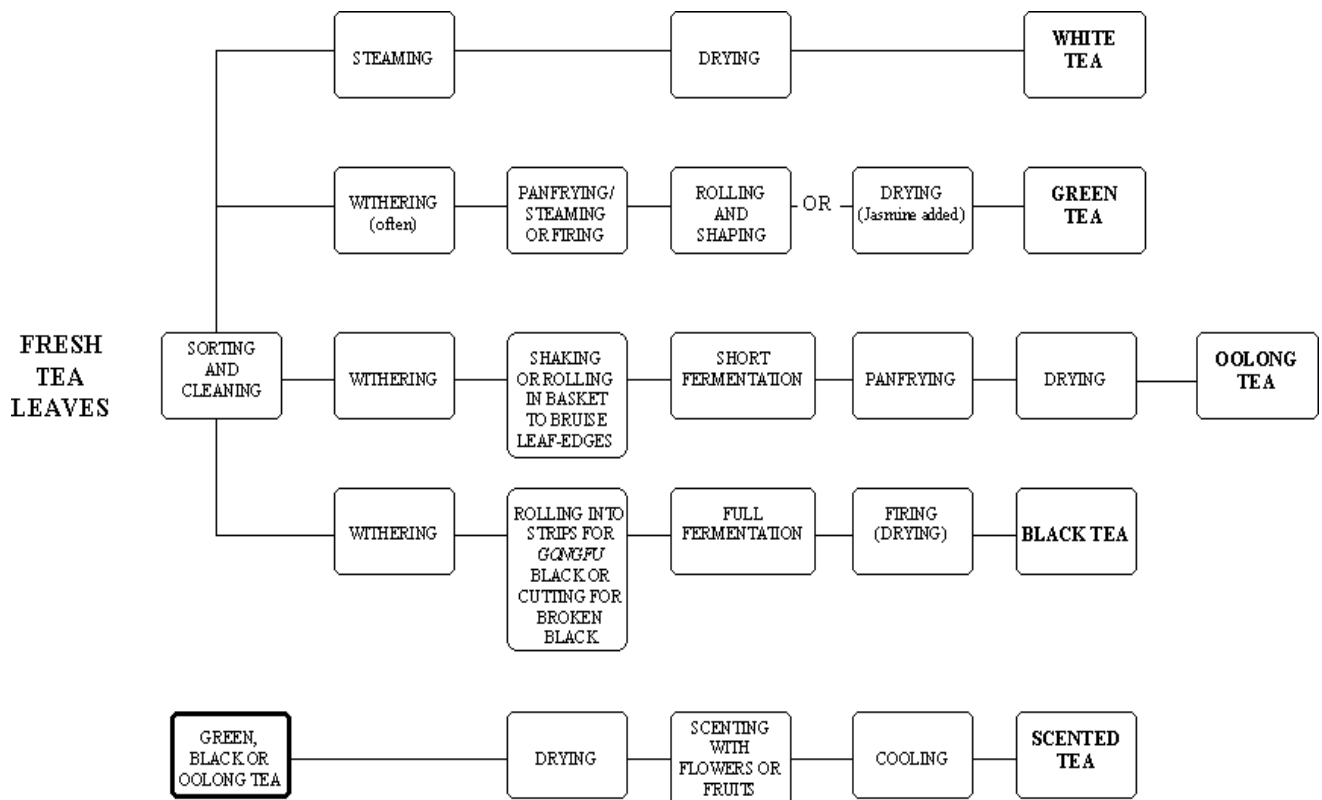 STEAMING
DRYING
WHITE
TEA
WITHERING
(often)
PANFRYING/
STEAMING
OR FIRING
ROLLING
AND
SHAPING
OR
DRYING
(Jasmine added)
GREEN
TEA
FRESH
TEA
LEAVES
SORTING
AND
CLEANING
WITHERING
SHAKING
OR ROLLING
IN BASKET
TO BRUISE
LEAF-EDGES
SHORT
FERMENTATION
PANFRYING
DRYING
OOLONG
TEA
WITHERING
ROLLING INTO
STRIPS FOR
GONGFU
BLACK OR
CUTTING FOR
BROKEN
BLACK
FULL
FERMENTATION
FIRING
(DRYING)
BLACK TEA
GREEN,
BLACK OR
OOLONG TEA
DRYING
SCENTING
WITH
FLOWERS OR
FRUITS
COOLING
SCENTED
TEA